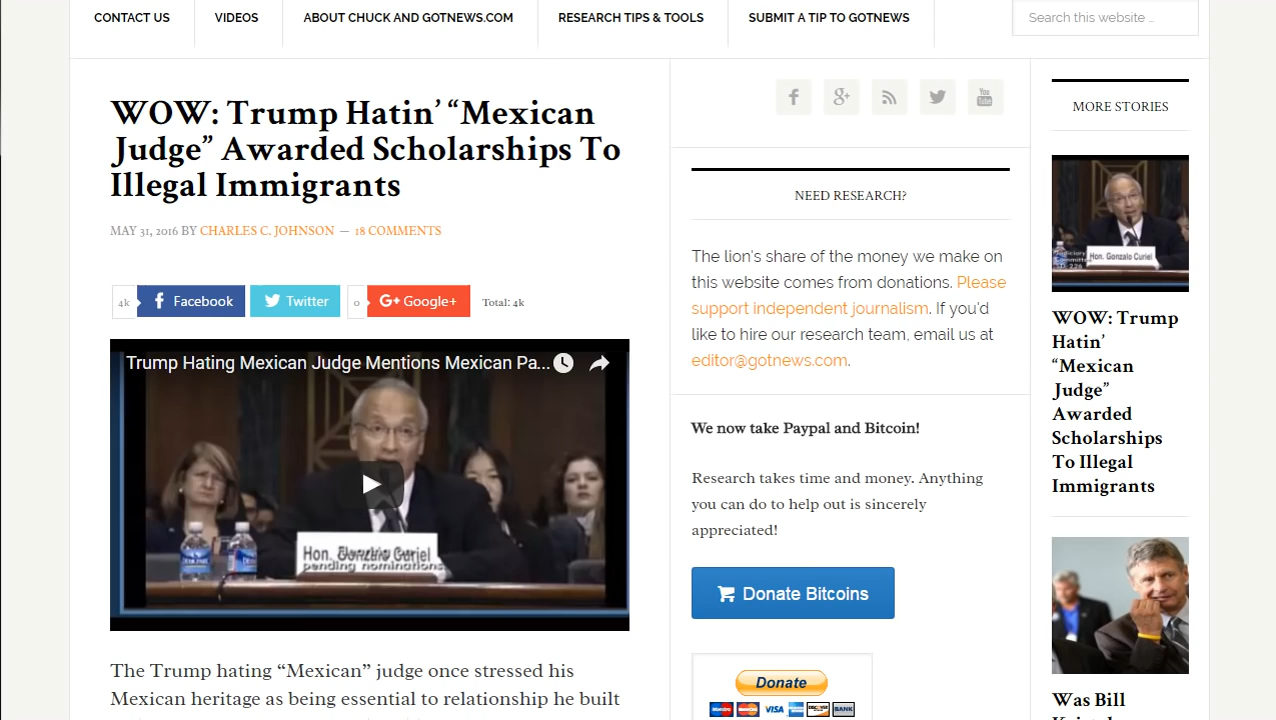 CONTACT US
VIDEOS
ABOUT CHUCK AND GOTNEWS.COM
RESEARCH TIPS & TOOLS
SUBMIT A TIP TO GOTNEWS
Search this website …
WOW: Trump Hatin’ “Mexican
Judge” Awarded Scholarships To
Illegal Immigrants
MAY 31, 2016 BY CHARLES C. JOHNSON — 18 COMMENTS
4k
Facebook
Twitter
0
G+ Google+
Total: 4k
Trump Hating Mexican Judge Mentions Mexican Pa...
Hon. Gonzalo Curiel
pending nominations
The Trump hating “Mexican” judge once stressed his
Mexican heritage as being essential to relationship he built
You
Tube
NEED RESEARCH?
The lion’s share of the money we make on
this website comes from donations. Please
support independent journalism. If you’d
like to hire our research team, email us at
editor@gotnews.com.
We now take Paypal and Bitcoin!
Research takes time and money. Anything
you can do to help out is sincerely
appreciated!
Donate Bitcoins
Donate
VISA
BANK
MORE STORIES
Hon. Gonzalo Curiel
WOW: Trump
Hatin’
“Mexican
Judge”
Awarded
Scholarships
To Illegal
Immigrants
Was Bill